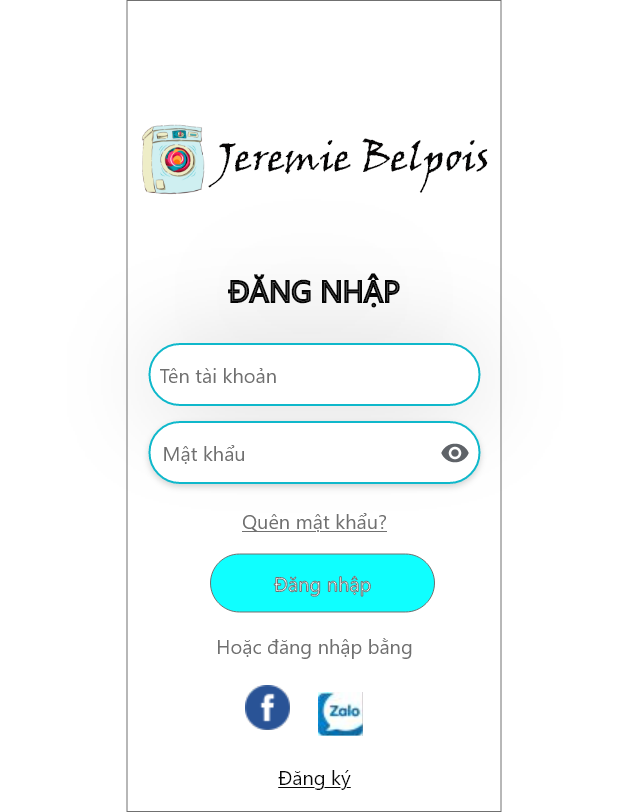 Jeremie Belpois
ĐĂNG NHẬP
Tên tài khoản
Mật khẩu
Quên mật khẩu?
Đăng nhập
Hoặc đăng nhập bằng
f Zalo
Đăng ký